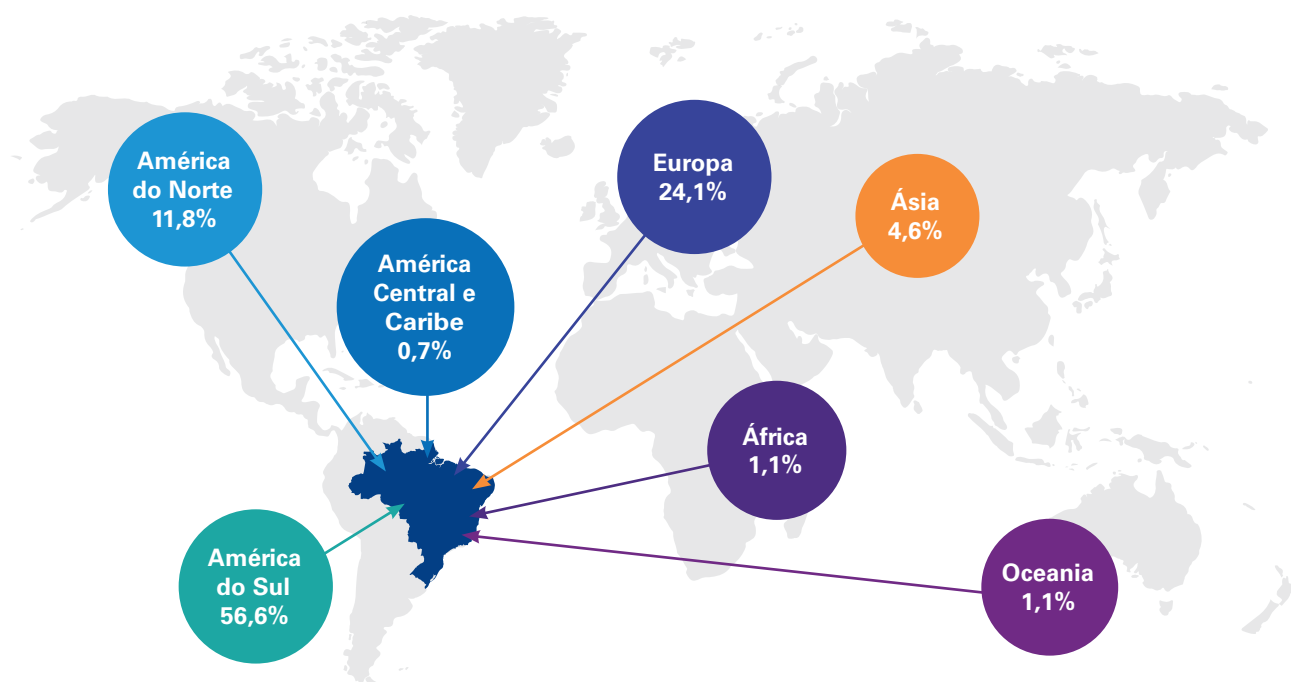 América
do Norte
11,8%
América
Central e
Caribe
0,7%
Europa
24,1%
Ásia
4,6%
África
1,1%
América
do Sul
56,6%
Oceania
1,1%